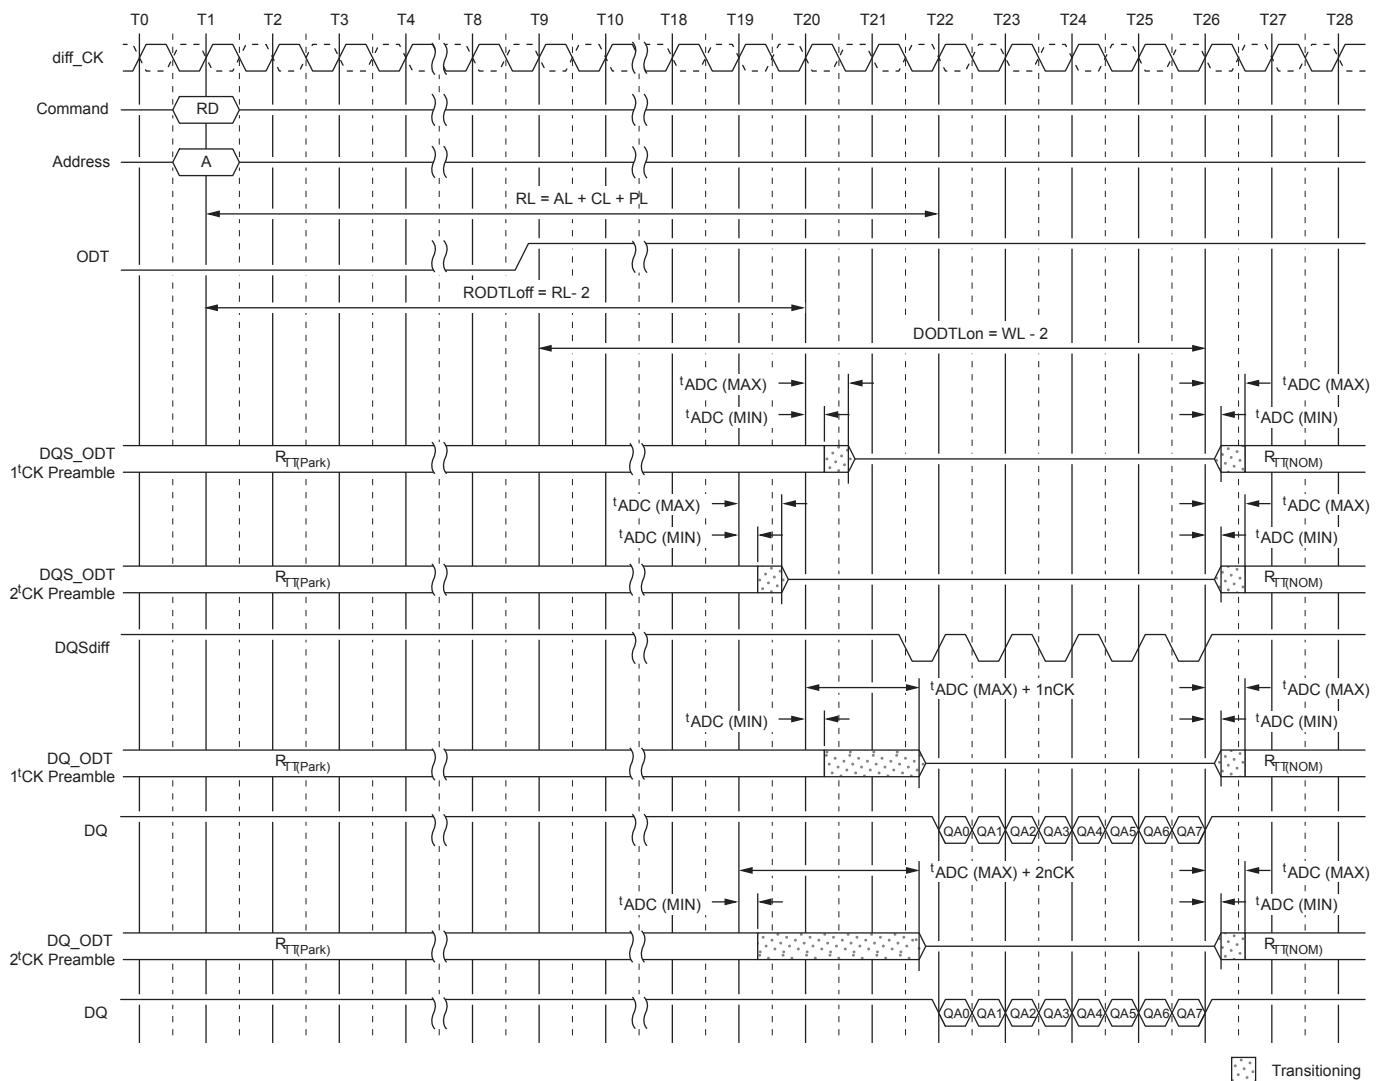 T0 T1 T2 T3 T4 T8 T9 T10 T18 T19 T20 T21 T22 T23 T24 T25 T26 T27 T28
diff_CK
Command RD
Address A
RL = AL + CL + PL
ODT
RODTLoff = RL- 2
DODTLon = WL - 2
tADC (MAX) tADC (MAX)
tADC (MIN) tADC (MIN)
DQS_ODT
1tCK Preamble RTT(Park) RTT(NOM)
tADC (MAX) tADC (MAX)
tADC (MIN) tADC (MIN)
DQS_ODT
2tCK Preamble RTT(Park) RTT(NOM)
DQSdiff
tADC (MAX) + 1nCK tADC (MAX)
tADC (MIN) tADC (MIN)
DQ_ODT
1tCK Preamble RTT(Park) RTT(NOM)
DQ QA0 QA1 QA2 QA3 QA4 QA5 QA6 QA7
tADC (MAX) + 2nCK tADC (MAX)
tADC (MIN) tADC (MIN)
DQ_ODT
2tCK Preamble RTT(Park) RTT(NOM)
DQ QA0 QA1 QA2 QA3 QA4 QA5 QA6 QA7
Transitioning